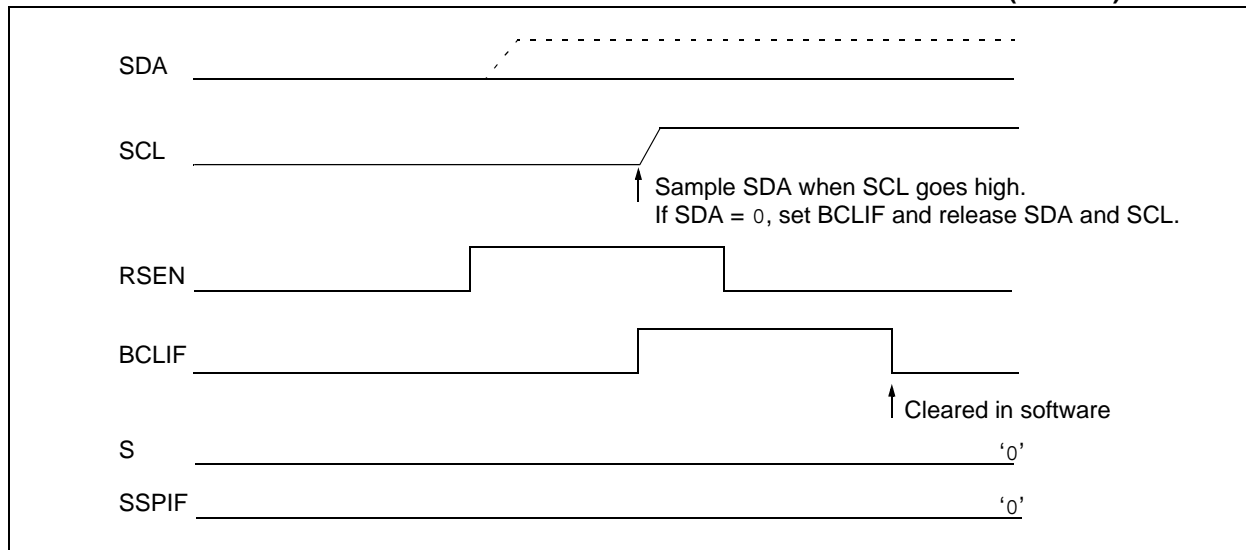 SDA
SCL
Sample SDA when SCL goes high.
If SDA = 0, set BCLIF and release SDA and SCL.
RSEN
BCLIF
Cleared in software
S
‘0’
SSPIF
‘0’